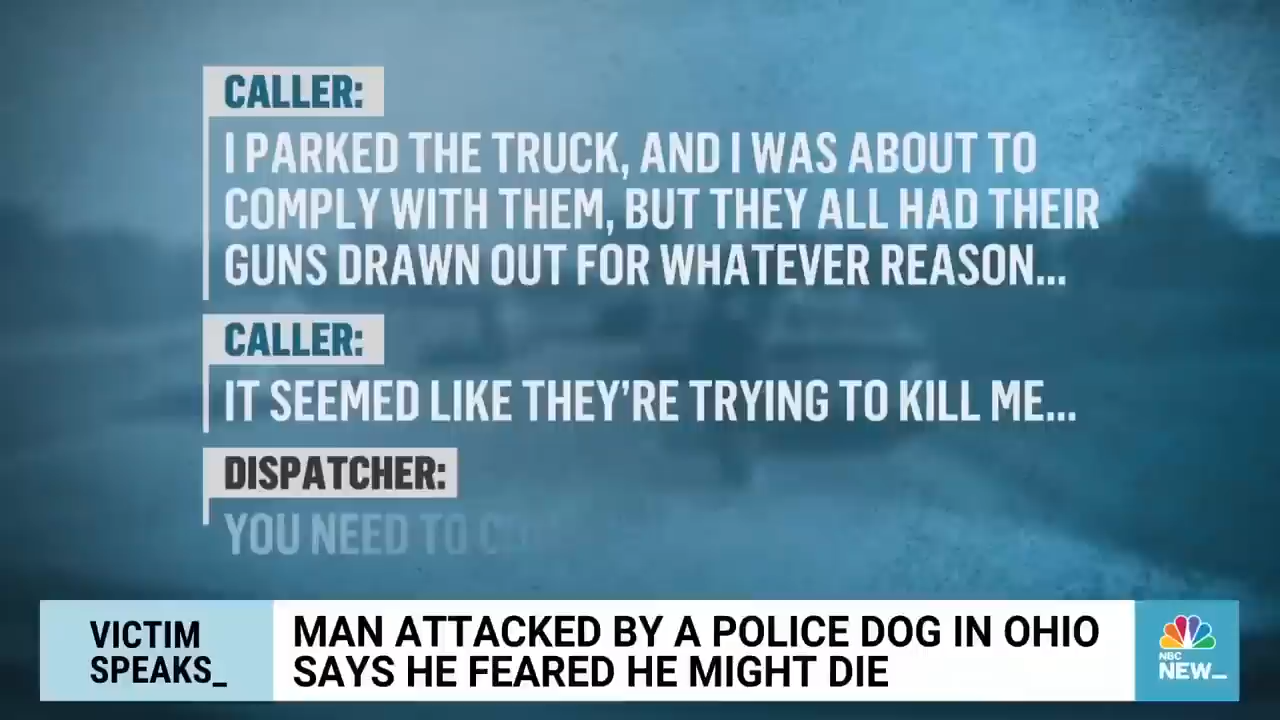 CALLER:
I PARKED THE TRUCK, AND I WAS ABOUT TO
COMPLY WITH THEM, BUT THEY ALL HAD THEIR
GUNS DRAWN OUT FOR WHATEVER REASON...
CALLER:
IT SEEMED LIKE THEY'RE TRYING TO KILL ME...
DISPATCHER:
YOU NEED TO
VICTIM
SPEAKS_
MAN ATTACKED BY A POLICE DOG IN OHIO
SAYS HE FEARED HE MIGHT DIE
NBC
NEW_